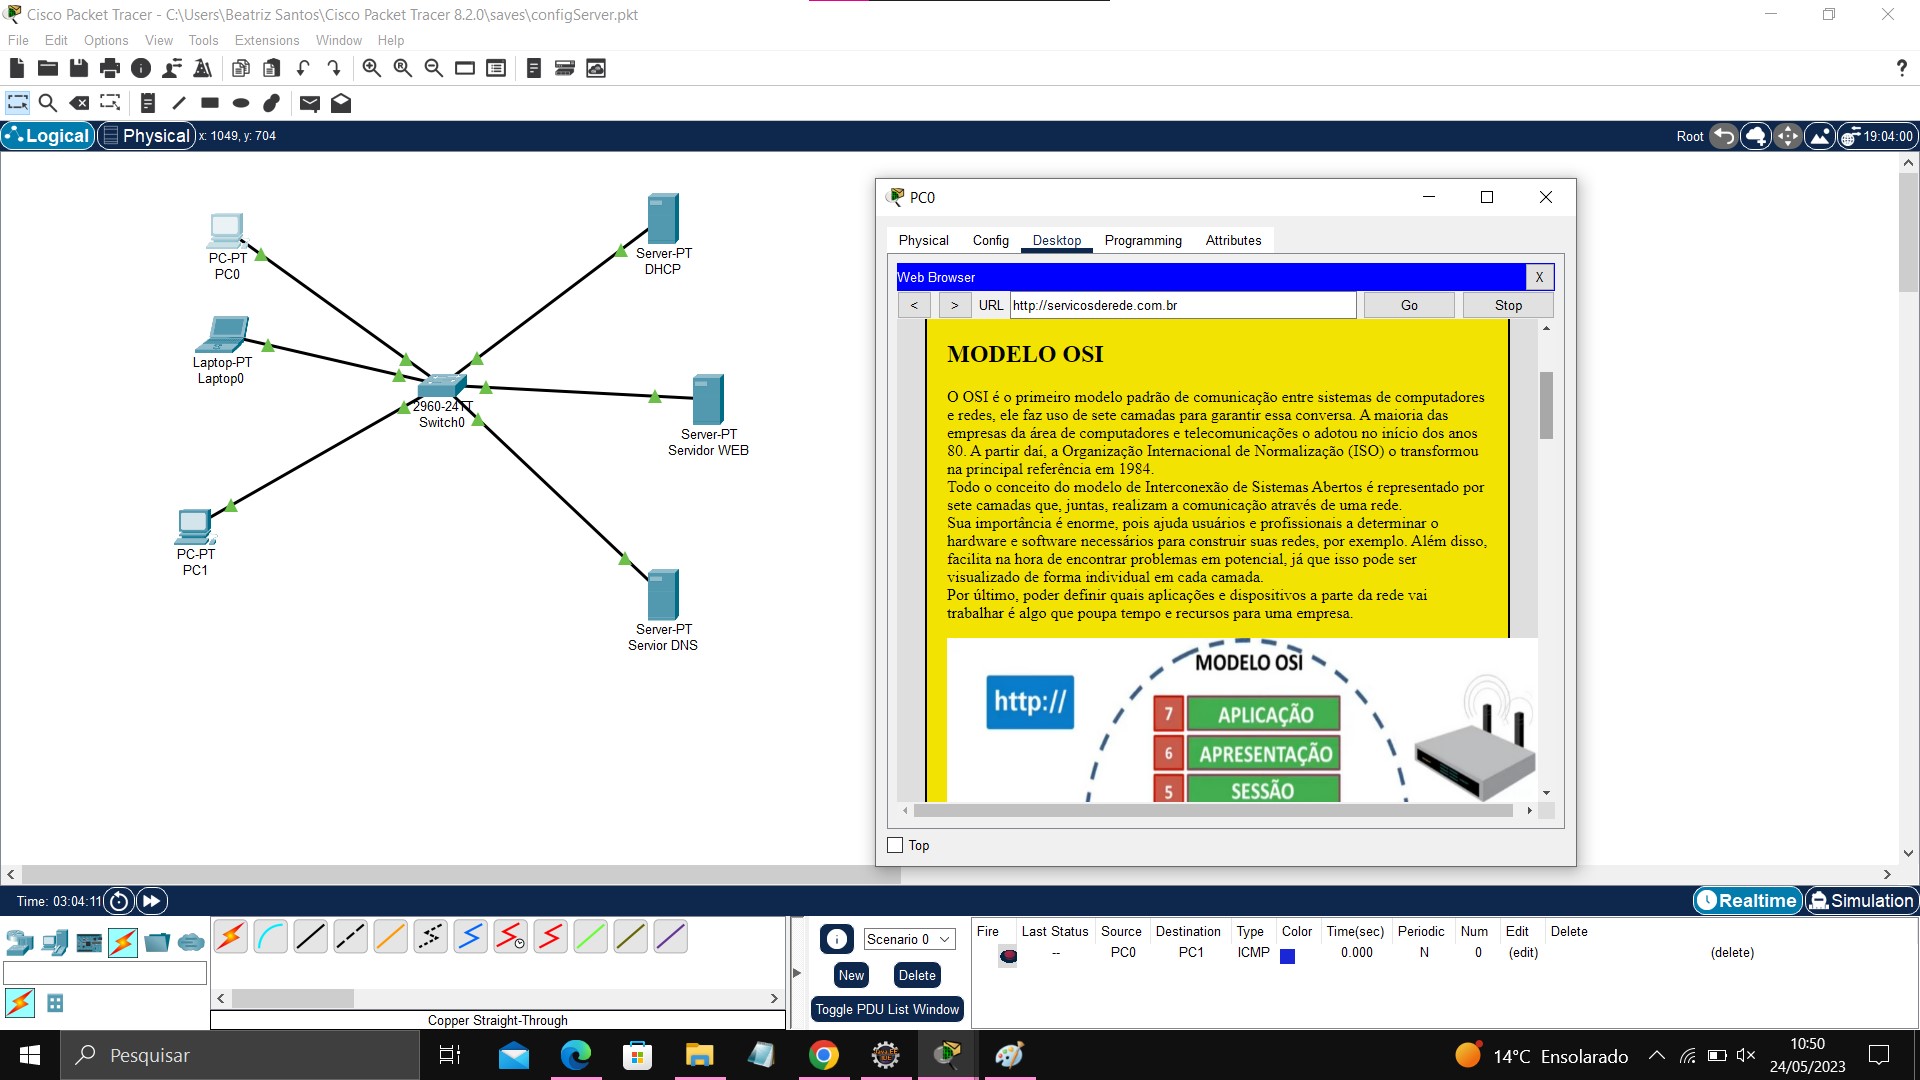 Cisco Packet Tracer - C:\Users\Beatriz Santos\Cisco Packet Tracer 8.2.0\saves\configServer.pkt
File Edit Options View Tools Extensions Window Help
?
Logical Physical x: 1049, y: 704
Root 19:04:00
PC-PT
PC0
Laptop-PT
Laptop0
PC-PT
PC1
2960-24TT
Switch0
Server-PT
DHCP
Server-PT
Servidor WEB
Server-PT
Servior DNS
PC0
Physical Config Desktop Programming Attributes
Web Browser X
< > URL http://servicosderede.com.br Go Stop
MODELO OSI
O OSI é o primeiro modelo padrão de comunicação entre sistemas de computadores
e redes, ele faz uso de sete camadas para garantir essa conversa. A maioria das
empresas da área de computadores e telecomunicações o adotou no início dos anos
80. A partir daí, a Organização Internacional de Normalização (ISO) o transformou
na principal referência em 1984.
Todo o conceito do modelo de Interconexão de Sistemas Abertos é representado por
sete camadas que, juntas, realizam a comunicação através de uma rede.
Sua importância é enorme, pois ajuda usuários e profissionais a determinar o
hardware e software necessários para construir suas redes, por exemplo. Além disso,
facilita na hora de encontrar problemas em potencial, já que isso pode ser
visualizado de forma individual em cada camada.
Por último, poder definir quais aplicações e dispositivos a parte da rede vai
trabalhar é algo que poupa tempo e recursos para uma empresa.
MODELO OSI
http://
7 APLICAÇÃO
6 APRESENTAÇÃO
5 SESSÃO
Top
Time: 03:04:11
Realtime Simulation
Scenario 0
New Delete
Toggle PDU List Window
Copper Straight-Through
Fire Last Status Source Destination Type Color Time(sec) Periodic Num Edit Delete
-- PC0 PC1 ICMP 0.000 N 0 (edit) (delete)
Pesquisar
14°C Ensolarado
10:50
24/05/2023